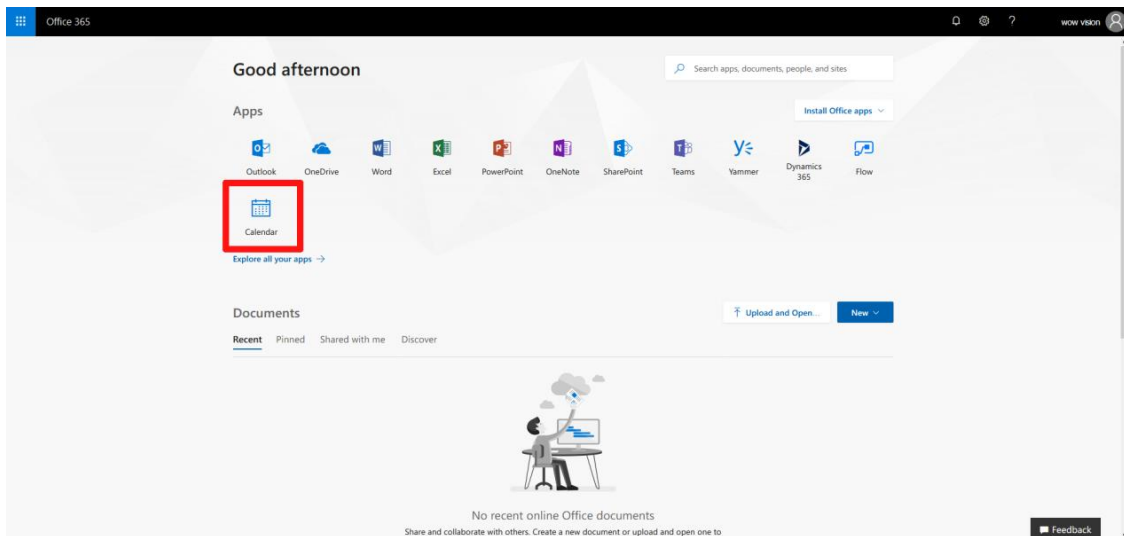 Office 365
wow vision
Good afternoon
Search apps, documents, people, and sites
Apps
Install Office apps
Outlook
OneDrive
Word
Excel
PowerPoint
OneNote
SharePoint
Teams
Yammer
Dynamics
365
Flow
Calendar
Explore all your apps →
Documents
Upload and Open...
New
Recent Pinned Shared with me Discover
No recent online Office documents
Share and collaborate with others. Create a new document or upload and open one to
Feedback